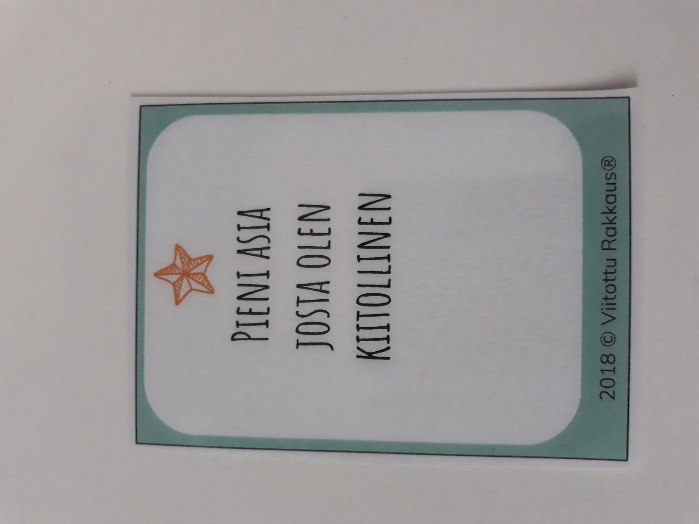 PIENI ASIA
JOSTA OLEN
KIITOLLINEN
2018 © Viitottu Rakkaus®